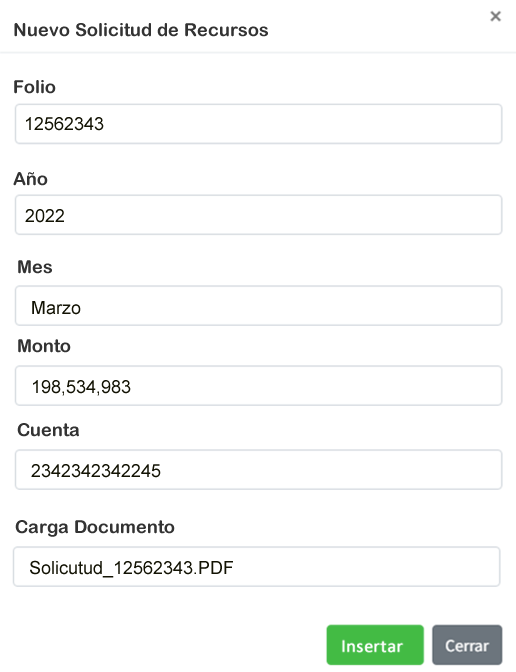 ×
Nuevo Solicitud de Recursos
Folio
12562343
Año
2022
Mes
Marzo
Monto
198,534,983
Cuenta
2342342342245
Carga Documento
Solicutud_12562343.PDF
Insertar
Cerrar